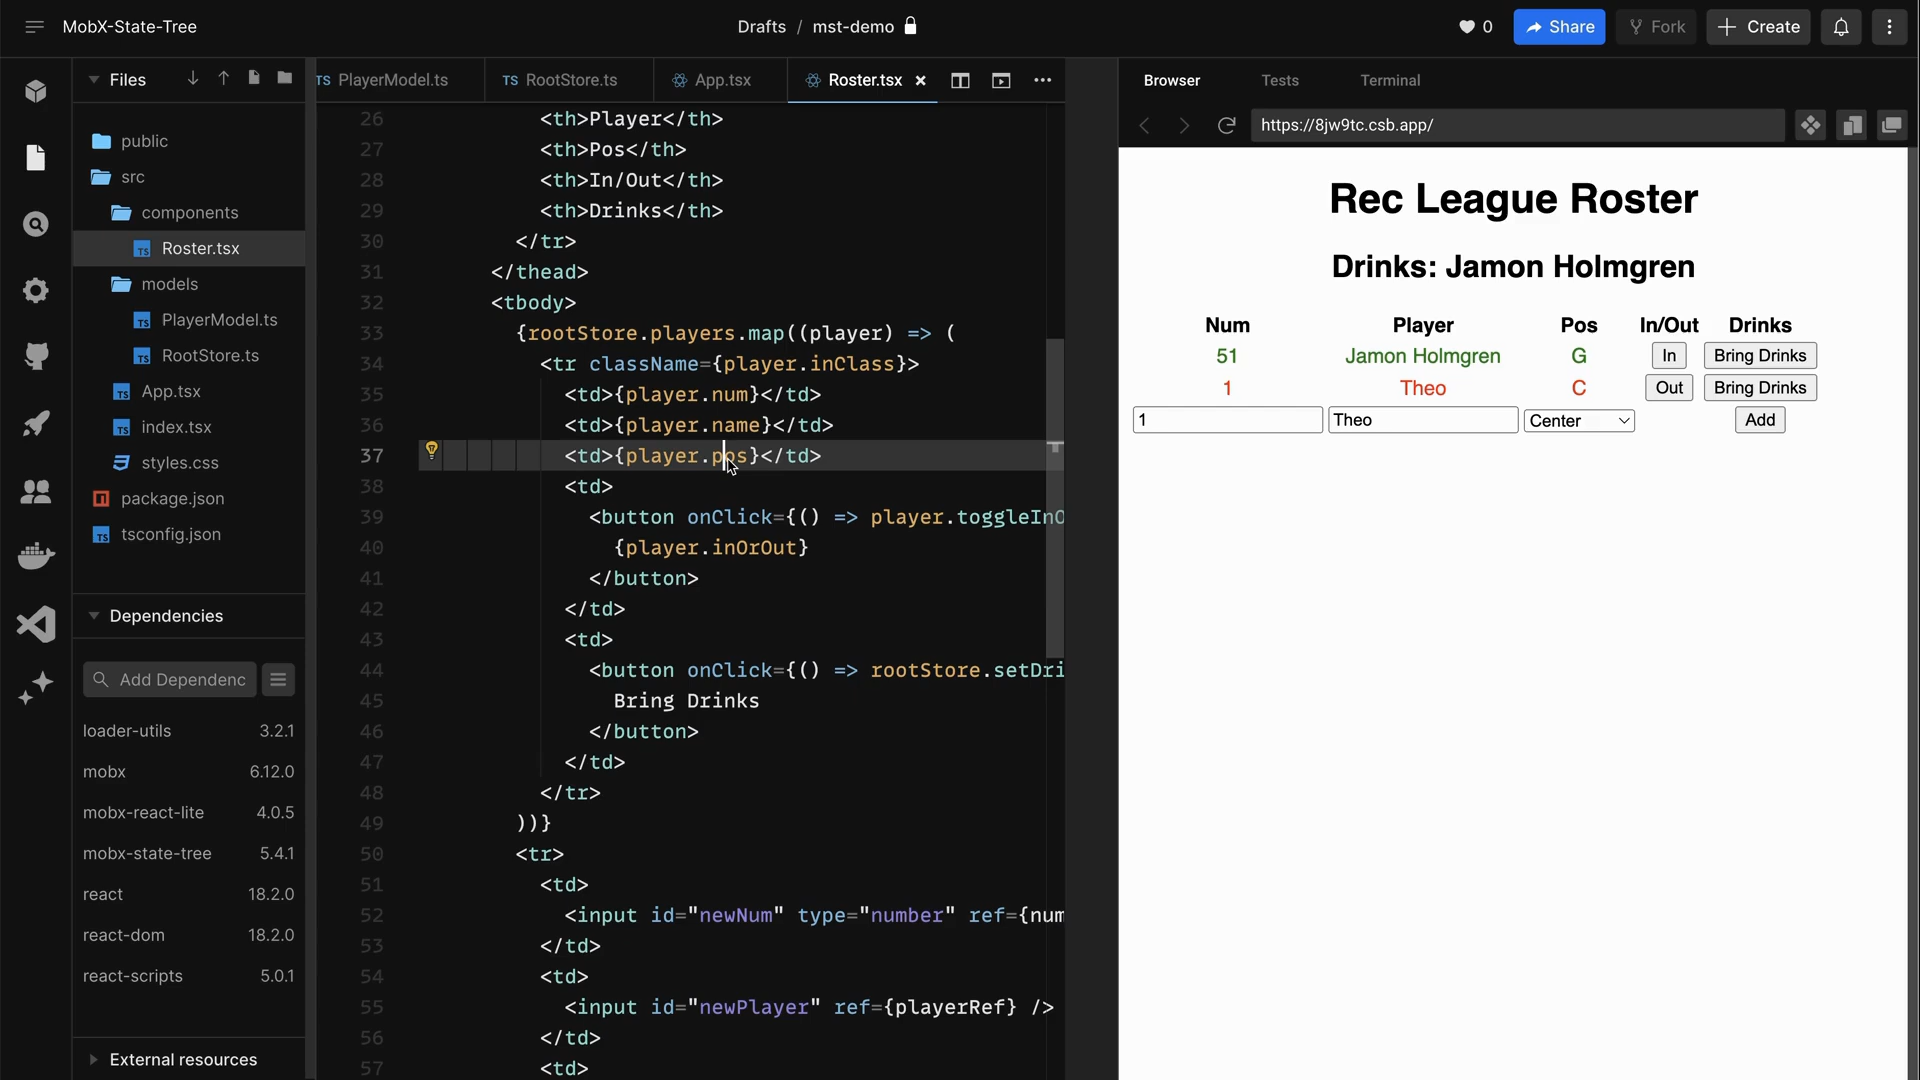 MobX-State-Tree
Drafts / mst-demo
0
Share
Fork
Create
Files
public
src
components
TS Roster.tsx
models
TS PlayerModel.ts
TS RootStore.ts
TS App.tsx
TS index.tsx
styles.css
package.json
TS tsconfig.json
Dependencies
Add Dependenc
loader-utils 3.2.1
mobx 6.12.0
mobx-react-lite 4.0.5
mobx-state-tree 5.4.1
react 18.2.0
react-dom 18.2.0
react-scripts 5.0.1
External resources
TS PlayerModel.ts
TS RootStore.ts
App.tsx
Roster.tsx
26 <th>Player</th>
27 <th>Pos</th>
28 <th>In/Out</th>
29 <th>Drinks</th>
30 </tr>
31 </thead>
32 <tbody>
33 {rootStore.players.map((player) => (
34 <tr className={player.inClass}>
35 <td>{player.num}</td>
36 <td>{player.name}</td>
37 <td>{player.pos}</td>
38 <td>
39 <button onClick={() => player.toggleInO
40 {player.inOrOut}
41 </button>
42 </td>
43 <td>
44 <button onClick={() => rootStore.setDri
45 Bring Drinks
46 </button>
47 </td>
48 </tr>
49 ))}
50 <tr>
51 <td>
52 <input id="newNum" type="number" ref={num
53 </td>
54 <td>
55 <input id="newPlayer" ref={playerRef} />
56 </td>
57 <td>
Browser
Tests
Terminal
https://8jw9tc.csb.app/
Rec League Roster
Drinks: Jamon Holmgren
Num Player Pos In/Out Drinks
51 Jamon Holmgren G In Bring Drinks
1 Theo C Out Bring Drinks
1 Theo Center Add